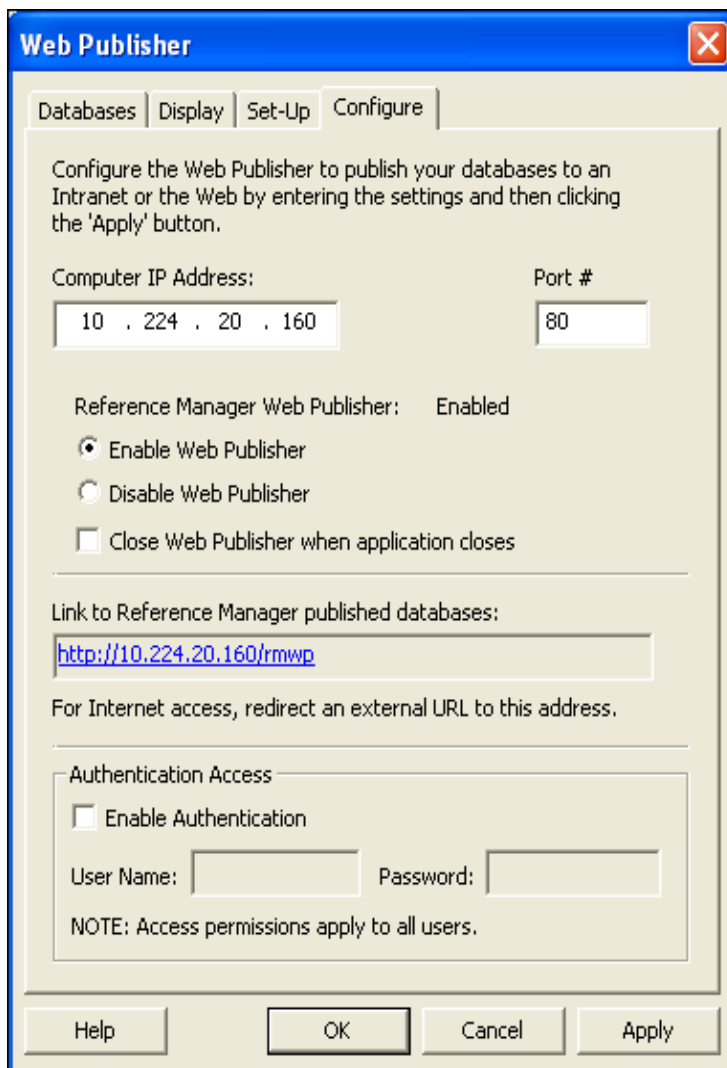 Web Publisher
Databases Display Set-Up Configure
Configure the Web Publisher to publish your databases to an
Intranet or the Web by entering the settings and then clicking
the 'Apply' button.
Computer IP Address: Port #
10 . 224 . 20 . 160 80
Reference Manager Web Publisher: Enabled
Enable Web Publisher
Disable Web Publisher
Close Web Publisher when application closes
Link to Reference Manager published databases:
http://10.224.20.160/rmwp
For Internet access, redirect an external URL to this address.
Authentication Access
Enable Authentication
User Name: Password:
NOTE: Access permissions apply to all users.
Help OK Cancel Apply